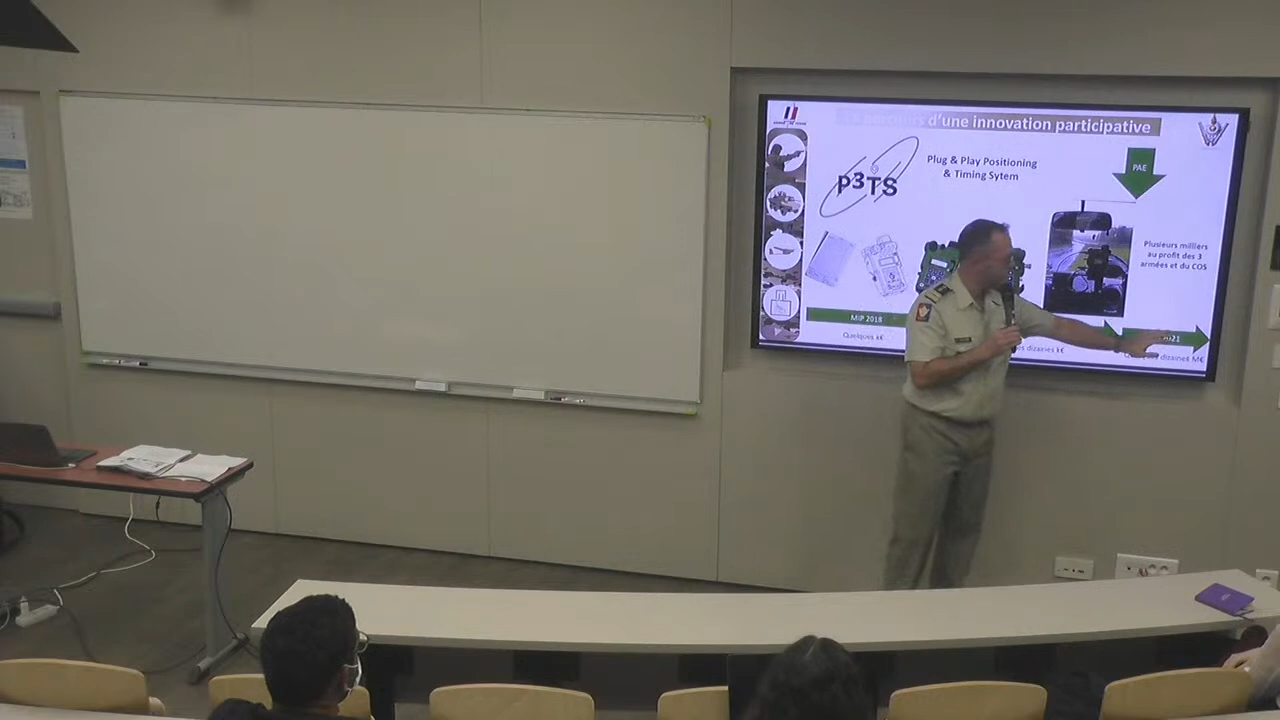 d'une innovation participative
P3TS
Plug & Play Positioning
& Timing Sytem
PAE
Plusieurs milliers
au profit des 3
armées et du COS
MIP 2018
Quelques k€
dizaines k€
dizaines M€